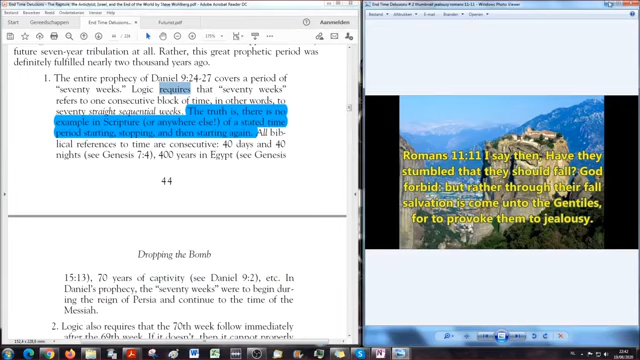 End Time Delusions: The Rapture, the Antichrist, Israel, and the End of the World by Steve Wohlberg.pdf - Adobe Acrobat Reader DC
End Time Delusions # 2 thumbnail jealousy romans 11-11 - Windows Photo Viewer
Start
Gereedschappen
End Time Delusions...
Futurist.pdf
future seven-year tribulation at all. Rather, this great prophetic period was
definitely fulfilled nearly two thousand years ago.
1. The entire prophecy of Daniel 9:24-27 covers a period of
“seventy weeks.” Logic requires that “seventy weeks”
refers to one consecutive block of time, in other words, to
seventy straight sequential weeks. The truth is, there is no
example in Scripture (or anywhere else!) of a stated time
period starting, stopping, and then starting again. All bib-
lical references to time are consecutive: 40 days and 40
nights (see Genesis 7:4), 400 years in Egypt (see Genesis
44
Dropping the Bomb
15:13), 70 years of captivity (see Daniel 9:2), etc. In
Daniel’s prophecy, the “seventy weeks” were to begin dur-
ing the reign of Persia and continue to the time of the
Messiah.
2. Logic also requires that the 70th week follow immediately
after the 69th week. If it doesn’t, then it cannot properly
Romans 11:11 I say then, Have they
stumbled that they should fall? God
forbid: but rather through their fall
salvation is come unto the Gentiles,
for to provoke them to jealousy.
NL
23:42